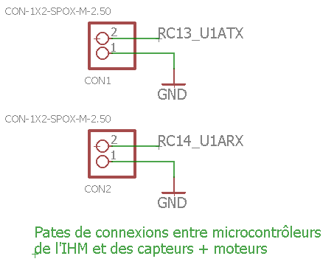 CON-1X2-SPOX-M-2.50
2
RC13_U1ATX
1
CON1
GND
CON-1X2-SPOX-M-2.50
2
RC14_U1ARX
1
CON2
GND
Pates de connexions entre microcontrôleurs
de l'IHM et des capteurs + moteurs